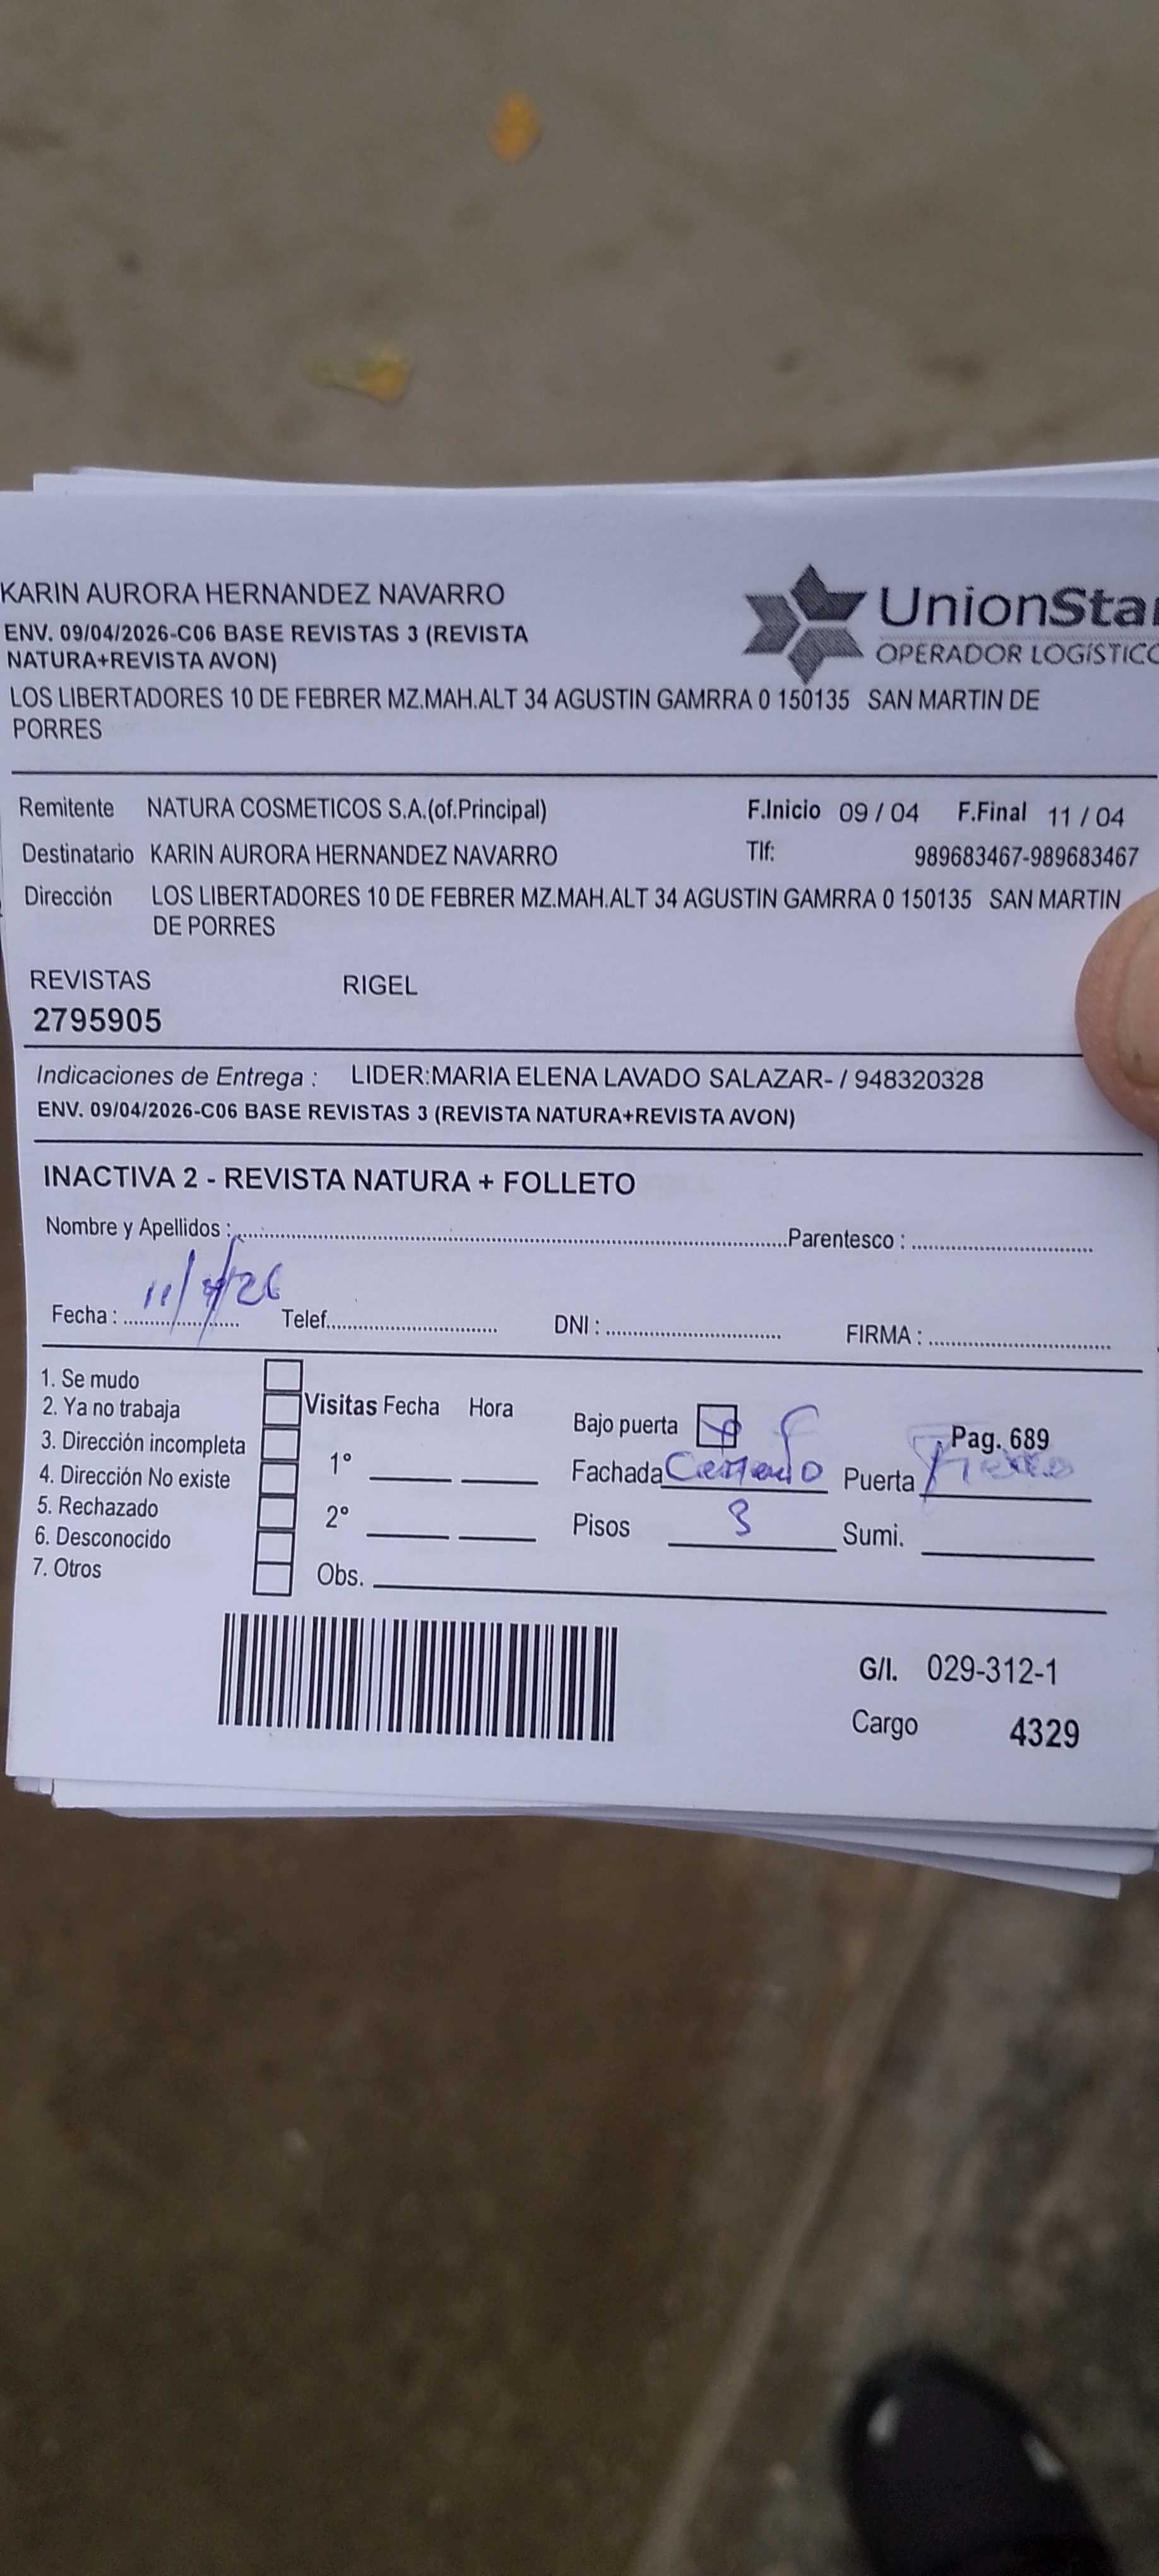 KARIN AURORA HERNANDEZ NAVARRO
ENV. 09/04/2026-C06 BASE REVISTAS 3 (REVISTA
NATURA+REVISTA AVON)
UnionStar
OPERADOR LOGÍSTICO
LOS LIBERTADORES 10 DE FEBRER MZ.MAH.ALT 34 AGUSTIN GAMRRA 0 150135 SAN MARTIN DE
PORRES
Remitente NATURA COSMETICOS S.A.(of.Principal) F.Inicio 09 / 04 F.Final 11 / 04
Destinatario KARIN AURORA HERNANDEZ NAVARRO Tlf: 989683467-989683467
Dirección LOS LIBERTADORES 10 DE FEBRER MZ.MAH.ALT 34 AGUSTIN GAMRRA 0 150135 SAN MARTIN
DE PORRES
REVISTAS RIGEL
2795905
Indicaciones de Entrega : LIDER:MARIA ELENA LAVADO SALAZAR- / 948320328
ENV. 09/04/2026-C06 BASE REVISTAS 3 (REVISTA NATURA+REVISTA AVON)
INACTIVA 2 - REVISTA NATURA + FOLLETO
Nombre y Apellidos : Parentesco :
Fecha : Telef. DNI : FIRMA :
1. Se mudo
2. Ya no trabaja
3. Dirección incompleta
4. Dirección No existe
5. Rechazado
6. Desconocido
7. Otros
Visitas Fecha Hora
1°
2°
Obs.
Bajo puerta Pag. 689
Fachada Puerta
Pisos 3 Sumi.
G/I. 029-312-1
Cargo 4329